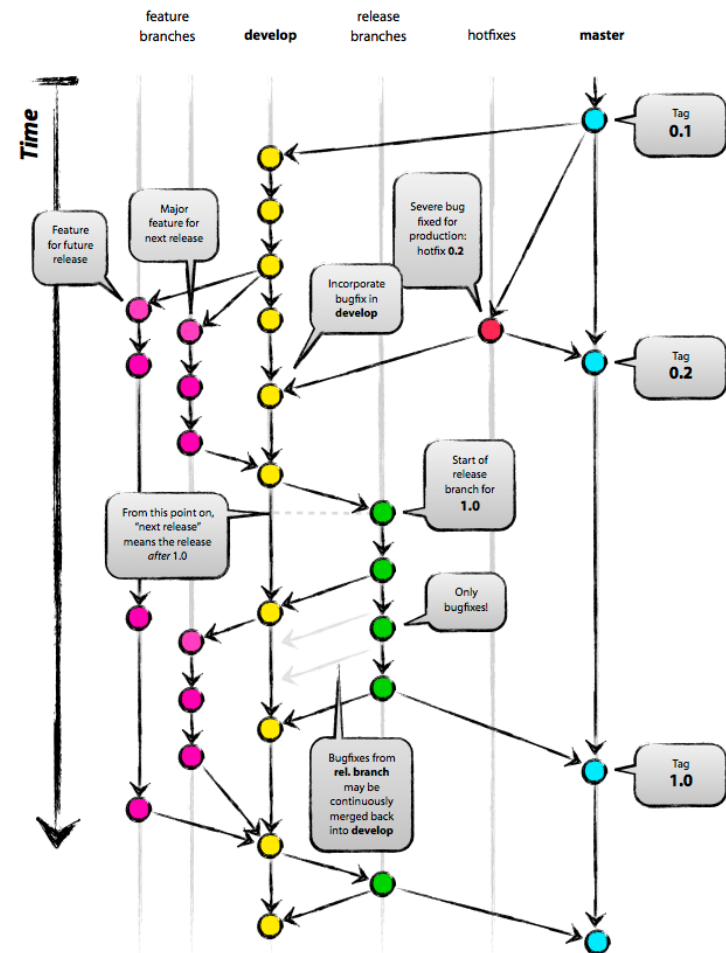 feature
branches
develop
release
branches
hotfixes
master
Time
Tag
0.1
Major
feature for
next release
Feature
for future
release
Severe bug
fixed for
production:
hotfix 0.2
Incorporate
bugfix in
develop
Tag
0.2
Start of
release
branch for
1.0
From this point on,
“next release”
means the release
after 1.0
Only
bugfixes!
Bugfixes from
rel. branch
may be
continuously
merged back
into develop
Tag
1.0